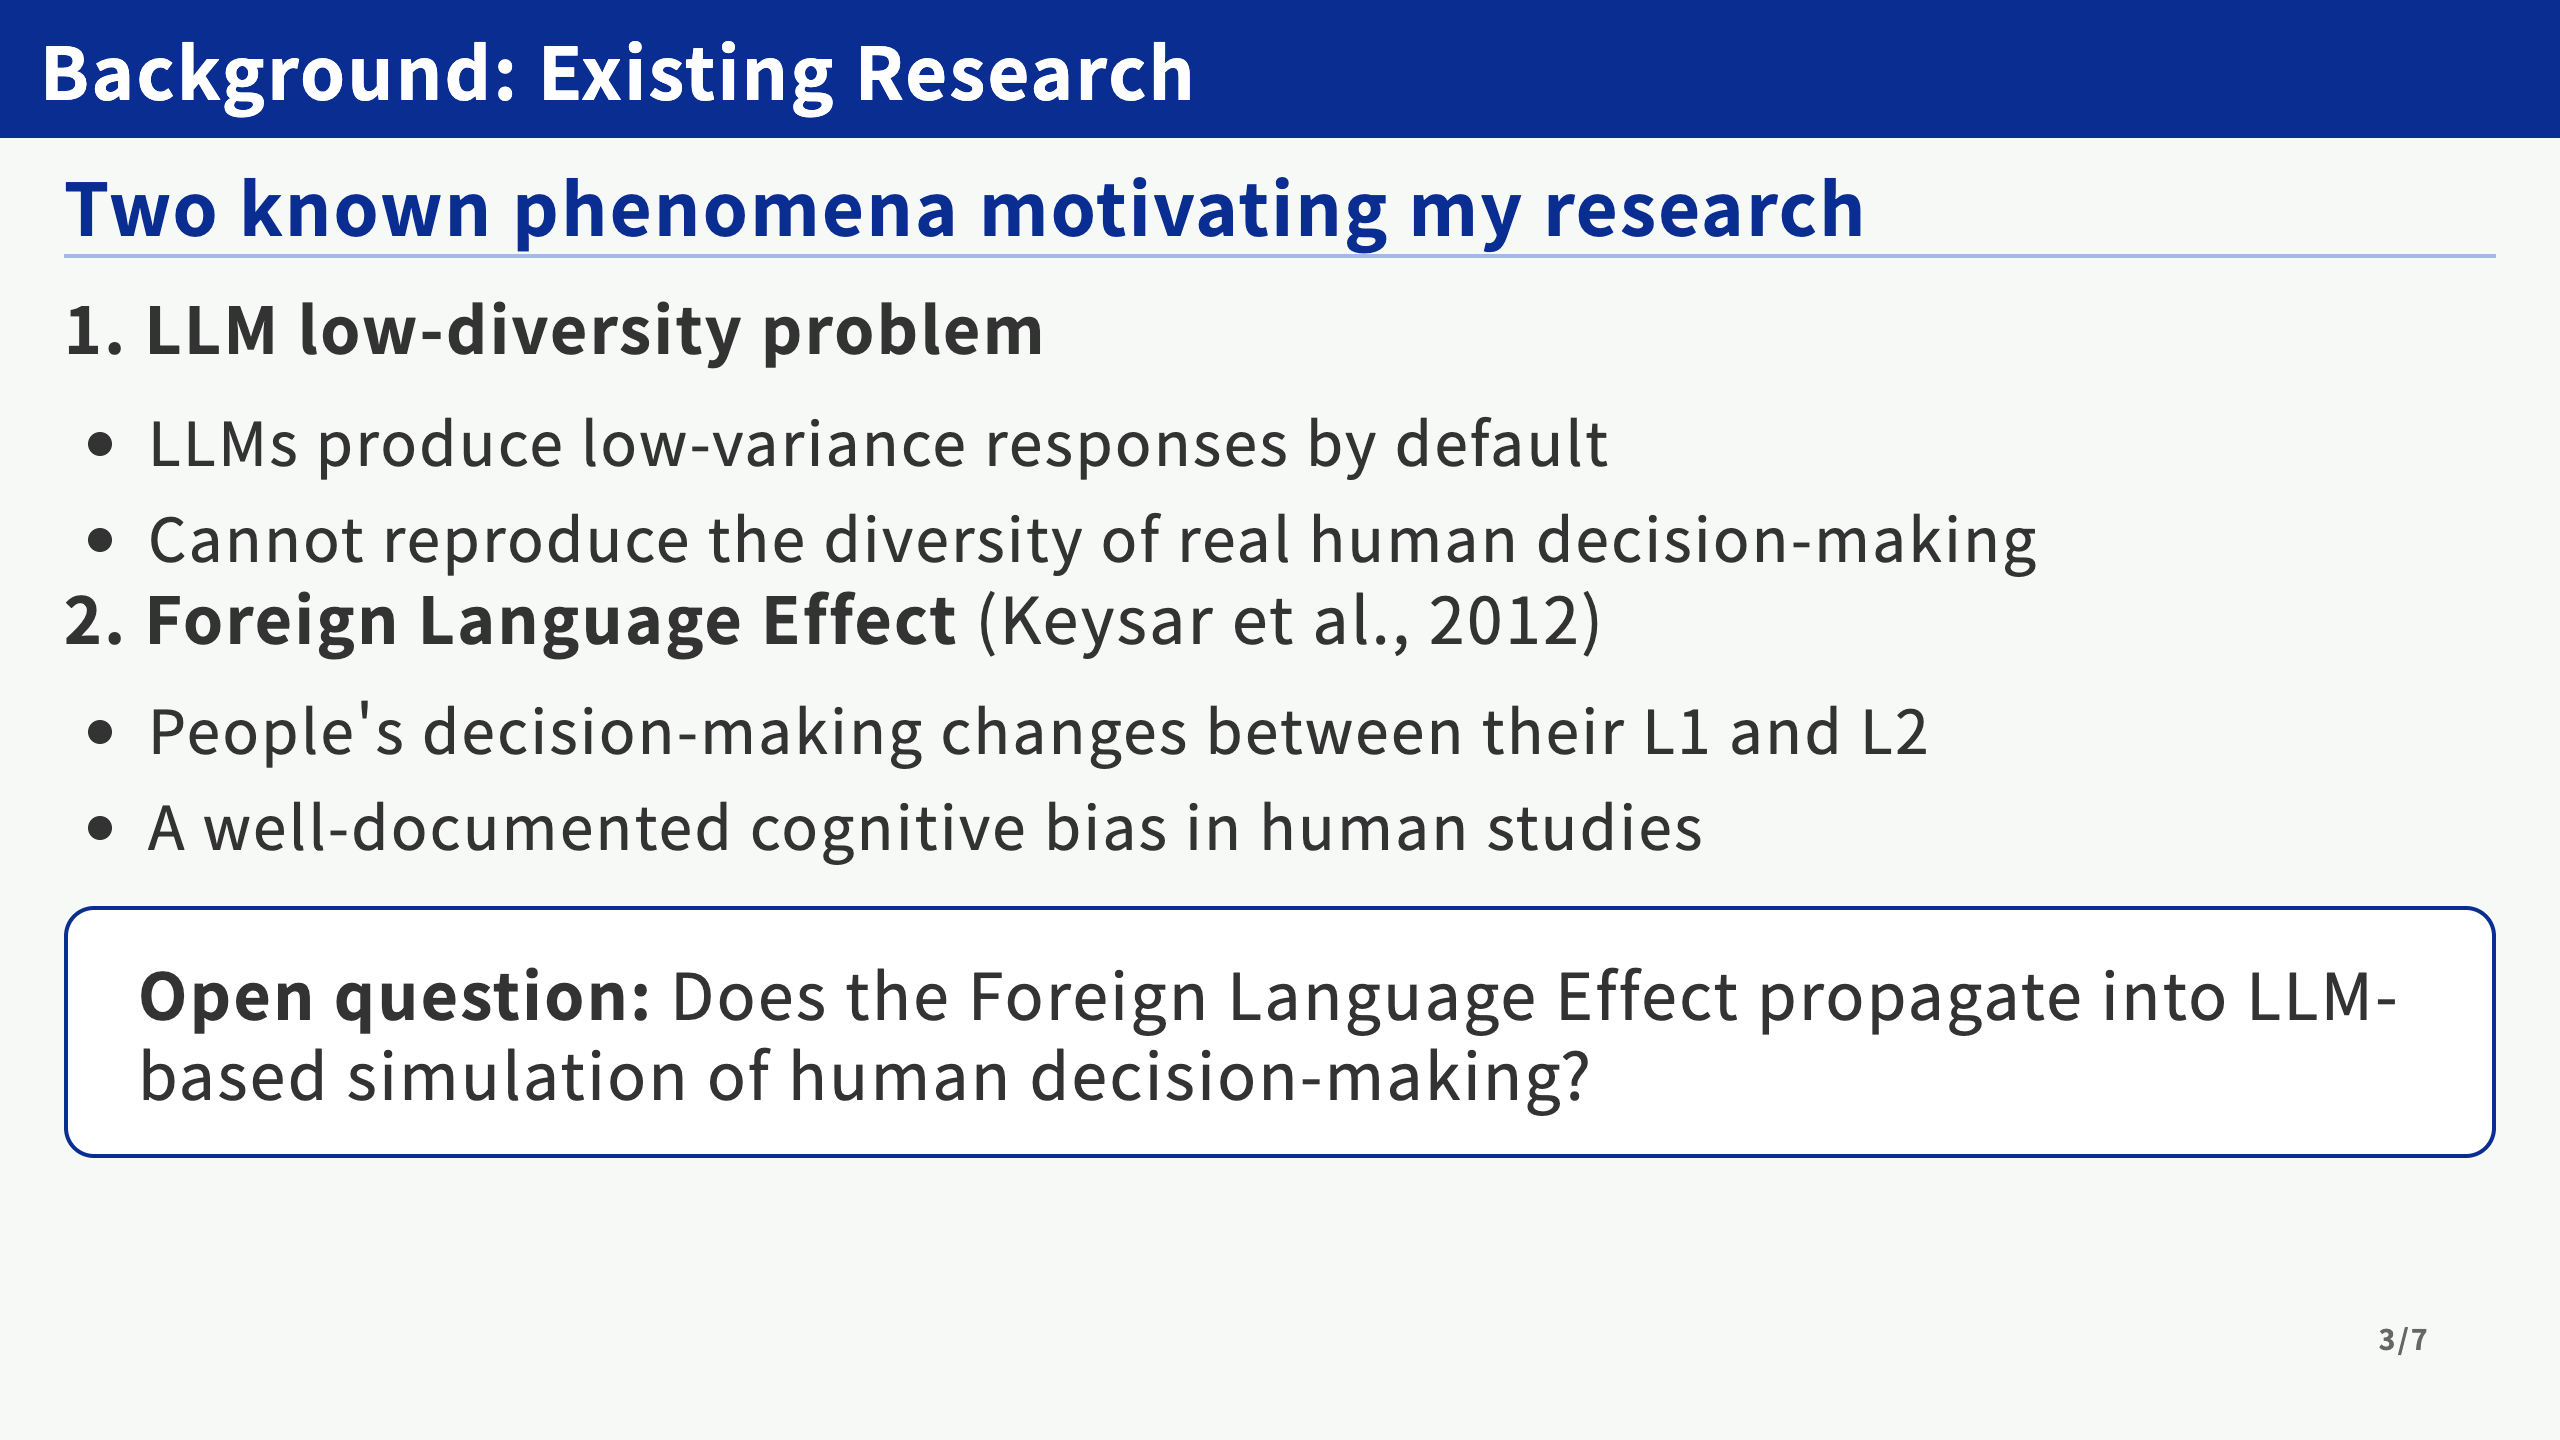 Background: Existing Research
Two known phenomena motivating my research
1. LLM low-diversity problem
• LLMs produce low-variance responses by default
• Cannot reproduce the diversity of real human decision-making
2. Foreign Language Effect (Keysar et al., 2012)
• People's decision-making changes between their L1 and L2
• A well-documented cognitive bias in human studies
Open question: Does the Foreign Language Effect propagate into LLM-
based simulation of human decision-making?
3/7